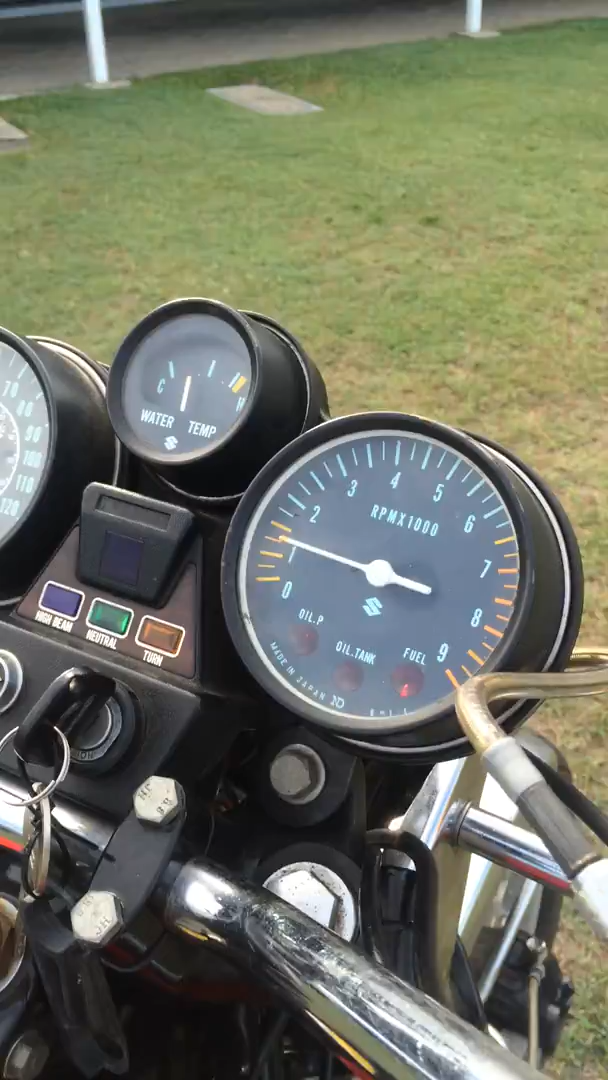 70
80
90
100
110
120
C
H
WATER TEMP
RPMX1000
0
1
2
3
4
5
6
7
8
9
OIL.P
OIL.TANK
FUEL
MADE IN JAPAN
HIGH BEAM
NEUTRAL
TURN